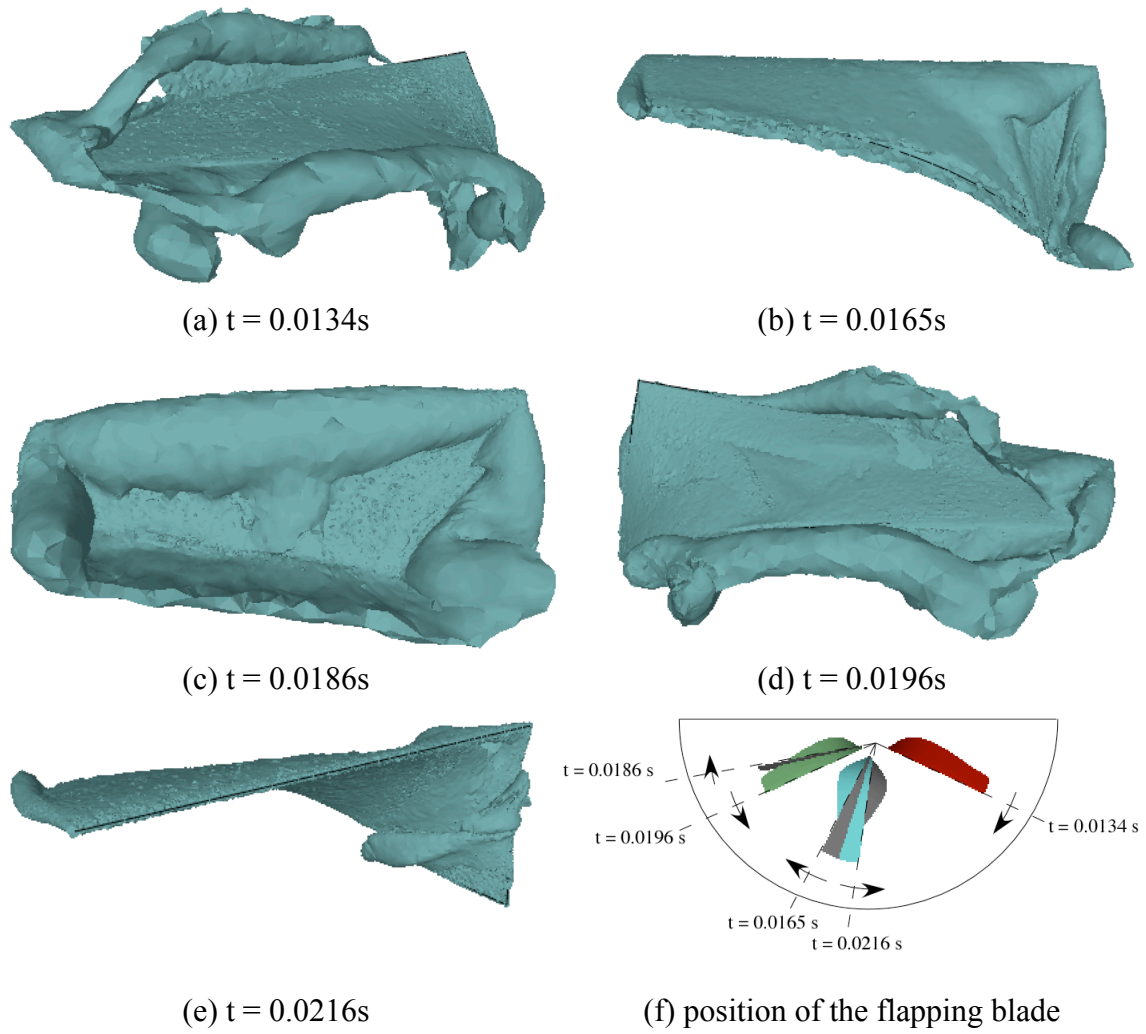 (a) t = 0.0134s
(b) t = 0.0165s
(c) t = 0.0186s
(d) t = 0.0196s
t = 0.0186 s
t = 0.0196 s
t = 0.0134 s
t = 0.0165 s
t = 0.0216 s
(e) t = 0.0216s
(f) position of the flapping blade